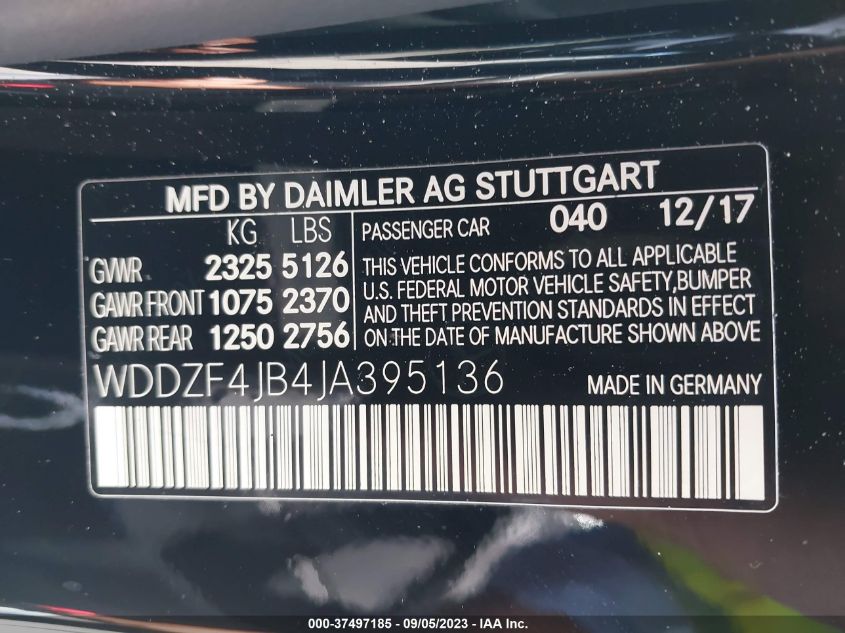 MFD BY DAIMLER AG STUTTGART
KG LBS PASSENGER CAR 040 12/17
GVWR 2325 5126 THIS VEHICLE CONFORMS TO ALL APPLICABLE
GAWR FRONT 1075 2370 U.S. FEDERAL MOTOR VEHICLE SAFETY,BUMPER
AND THEFT PREVENTION STANDARDS IN EFFECT
GAWR REAR 1250 2756 ON THE DATE OF MANUFACTURE SHOWN ABOVE
WDDZF4JB4JA395136 MADE IN GERMANY
000-37497185 - 09/05/2023 - IAA Inc.